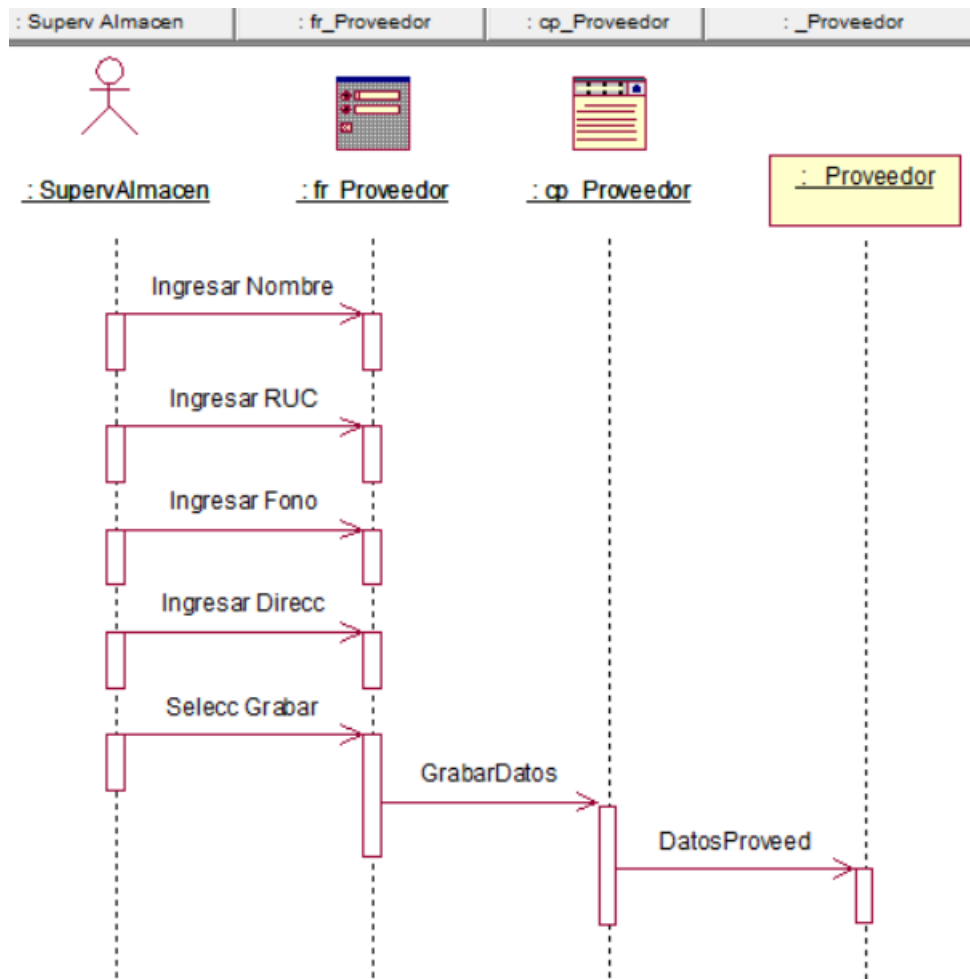 : Superv Almacen : fr_Proveedor : cp_Proveedor : _Proveedor
: SupervAlmacen : fr_Proveedor : cp_Proveedor : _Proveedor
Ingresar Nombre
Ingresar RUC
Ingresar Fono
Ingresar Direcc
Selecc Grabar
GrabarDatos
DatosProveed